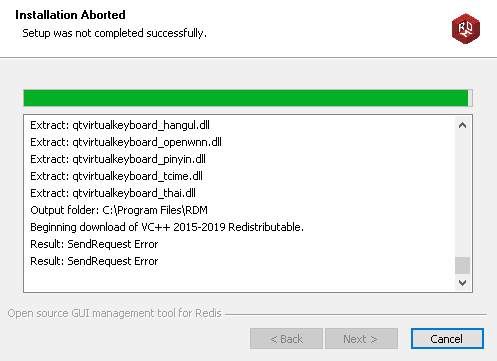 Installation Aborted
Setup was not completed successfully.
RD
Extract: qtvirtualkeyboard_hangul.dll
Extract: qtvirtualkeyboard_openwnn.dll
Extract: qtvirtualkeyboard_pinyin.dll
Extract: qtvirtualkeyboard_tcime.dll
Extract: qtvirtualkeyboard_thai.dll
Output folder: C:\Program Files\RDM
Beginning download of VC++ 2015-2019 Redistributable.
Result: SendRequest Error
Result: SendRequest Error
Open source GUI management tool for Redis
< Back
Next >
Cancel